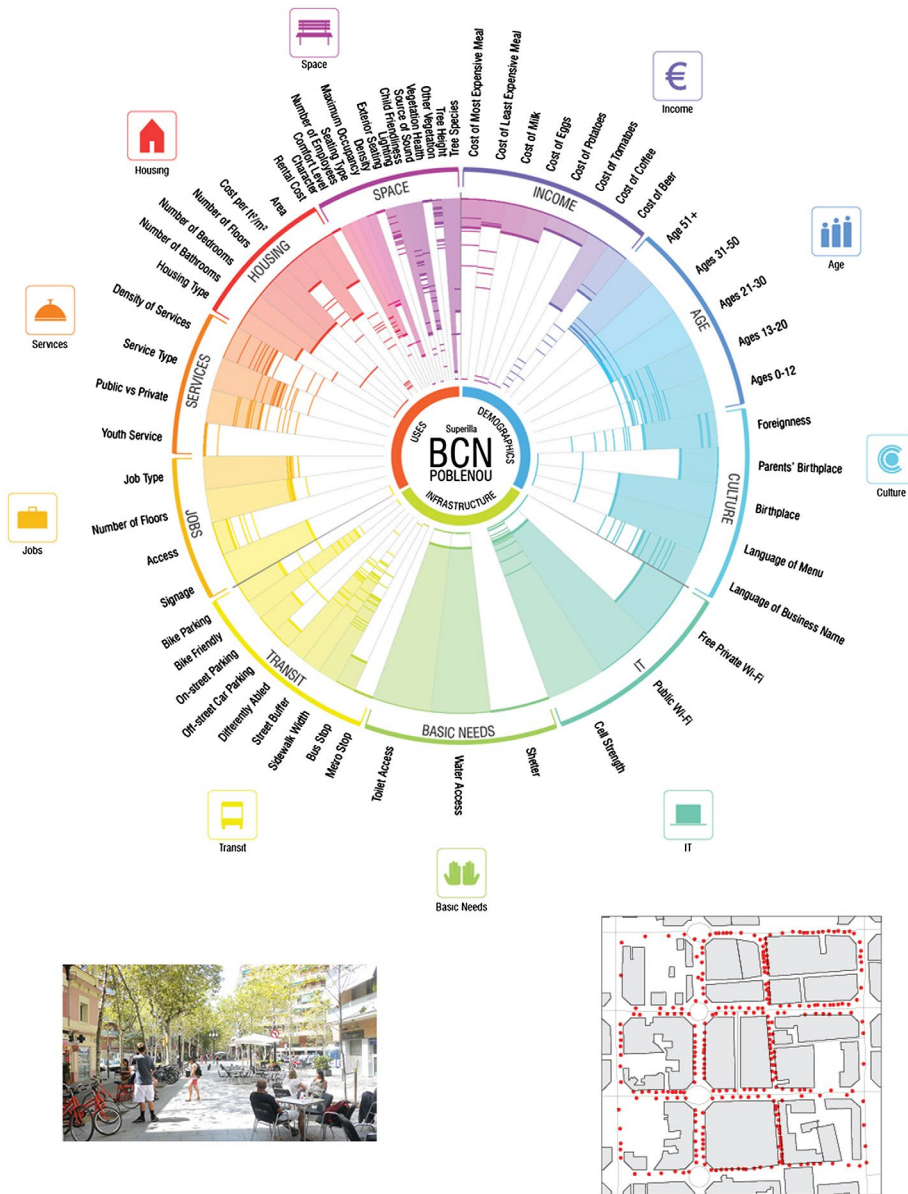 Space
Income
Housing
Age
Services
Culture
Jobs
IT
Transit
Basic Needs
SPACE
INCOME
AGE
CULTURE
IT
BASIC NEEDS
TRANSIT
JOBS
SERVICES
HOUSING
Rental Cost
Character
Comfort Level
Number of Employees
Seating Type
Maximum Occupancy
Density
Exterior Seating
Lighting
Child Friendliness
Source of Sound
Vegetation Health
Other Vegetation
Tree Height
Tree Species
Cost of Most Expensive Meal
Cost of Least Expensive Meal
Cost of Milk
Cost of Eggs
Cost of Potatoes
Cost of Tomatoes
Cost of Coffee
Cost of Beer
Age 51+
Ages 31-50
Ages 21-30
Ages 13-20
Ages 0-12
Foreignness
Parents' Birthplace
Birthplace
Language of Menu
Language of Business Name
Free Private Wi-Fi
Public Wi-Fi
Cell Strength
Shelter
Water Access
Toilet Access
Metro Stop
Bus Stop
Sidewalk Width
Street Buffer
Differently Abled
Off-street Car Parking
On-street Parking
Bike Friendly
Bike Parking
Signage
Access
Number of Floors
Job Type
Youth Service
Public vs Private
Service Type
Density of Services
Housing Type
Number of Bathrooms
Number of Bedrooms
Number of Floors
Cost per ft²/m²
Area
USES
DEMOGRAPHICS
INFRASTRUCTURE
Superilla
BCN
POBLENOU